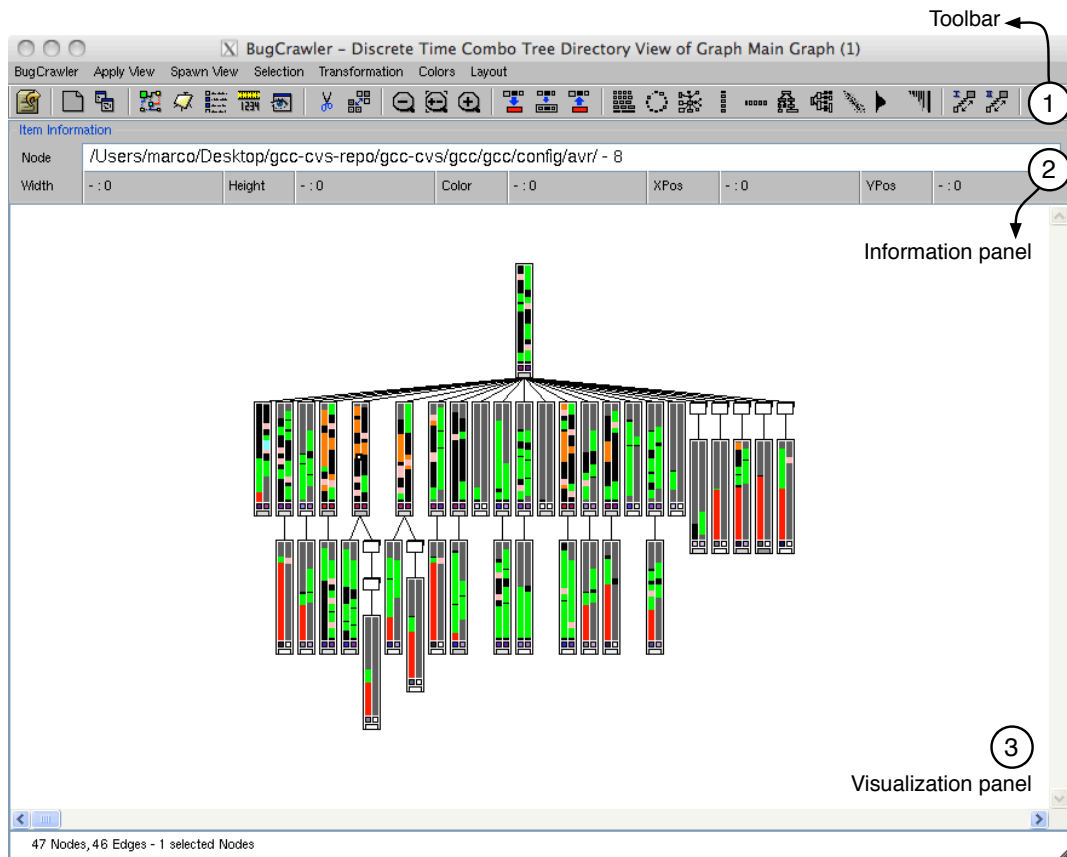 Toolbar
X BugCrawler - Discrete Time Combo Tree Directory View of Graph Main Graph (1)
BugCrawler Apply View Spawn View Selection Transformation Colors Layout
1234
1
Item Information
Node /Users/marco/Desktop/gcc-cvs-repo/gcc-cvs/gcc/gcc/config/avr/ - 8
2
Width - : 0 Height - : 0 Color - : 0 XPos - : 0 YPos - : 0
Information panel
3
Visualization panel
47 Nodes, 46 Edges - 1 selected Nodes